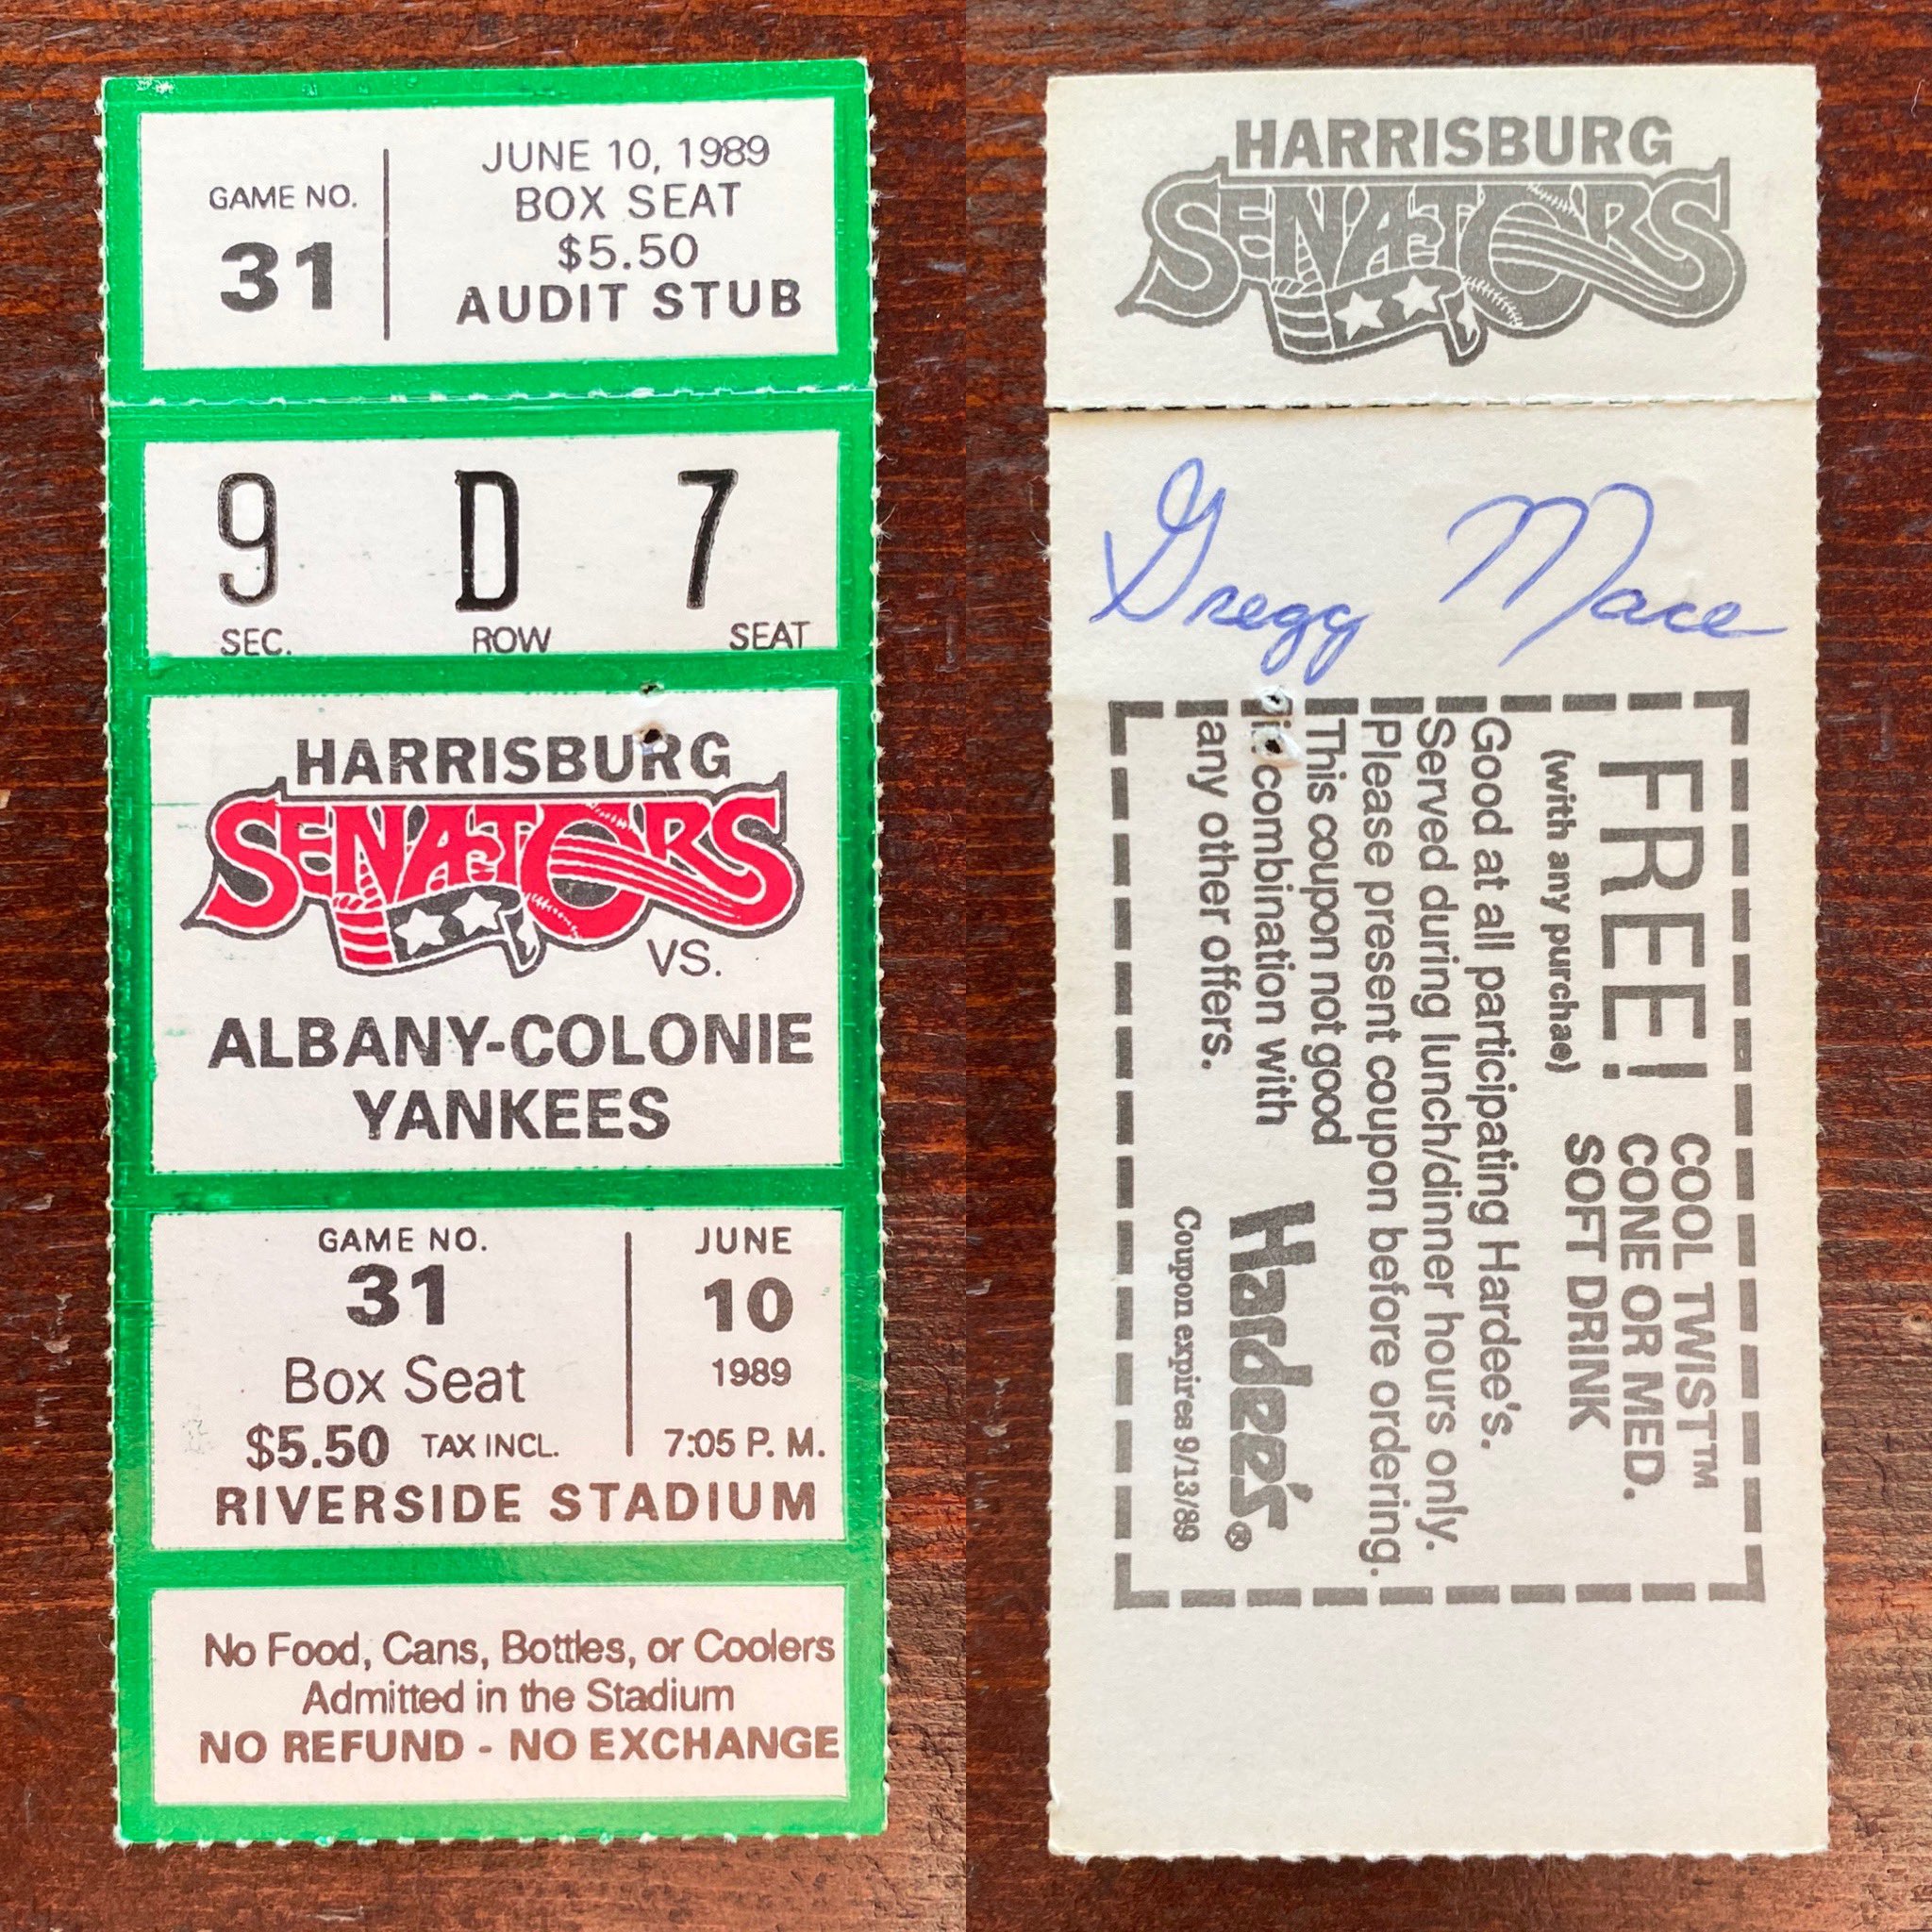 GAME NO.
31
JUNE 10, 1989
BOX SEAT
$5.50
AUDIT STUB
9 D 7
SEC. ROW SEAT
HARRISBURG
SENATORS
VS.
ALBANY-COLONIE
YANKEES
GAME NO.
31
Box Seat
$5.50 TAX INCL.
JUNE
10
1989
7:05 P. M.
RIVERSIDE STADIUM
No Food, Cans, Bottles, or Coolers
Admitted in the Stadium
NO REFUND - NO EXCHANGE
HARRISBURG
SENATORS
Gregg Mace
FREE!
(with any purchae)
COOL TWIST™
CONE OR MED.
SOFT DRINK
Good at all participating Hardee's.
Served during lunch/dinner hours only.
Please present coupon before ordering.
This coupon not good
in combination with
any other offers.
Hardee's®
Coupon expires 9/13/89